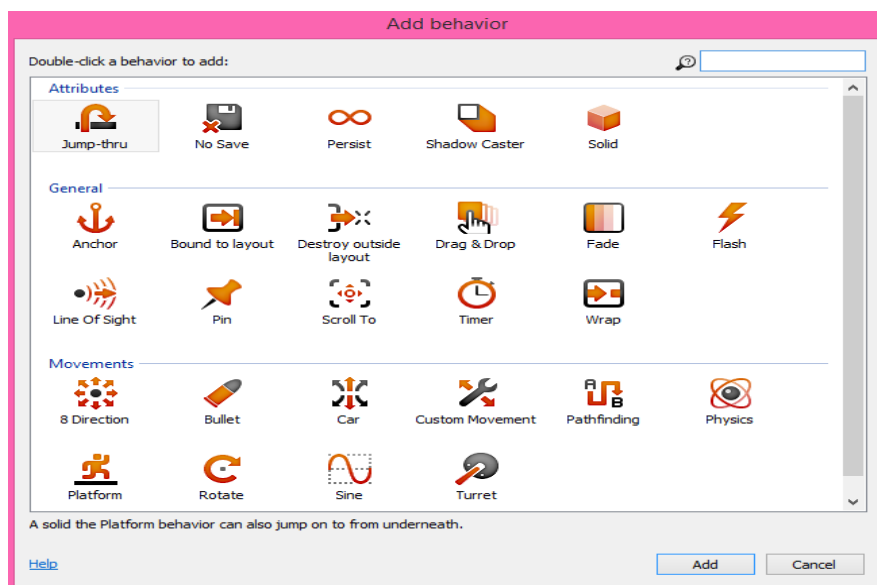 Add behavior
Double-click a behavior to add:
Attributes
Jump-thru No Save Persist Shadow Caster Solid
General
Anchor Bound to layout Destroy outside layout Drag & Drop Fade Flash
Line Of Sight Pin Scroll To Timer Wrap
Movements
8 Direction Bullet Car Custom Movement Pathfinding Physics
Platform Rotate Sine Turret
A solid the Platform behavior can also jump on to from underneath.
Help Add Cancel